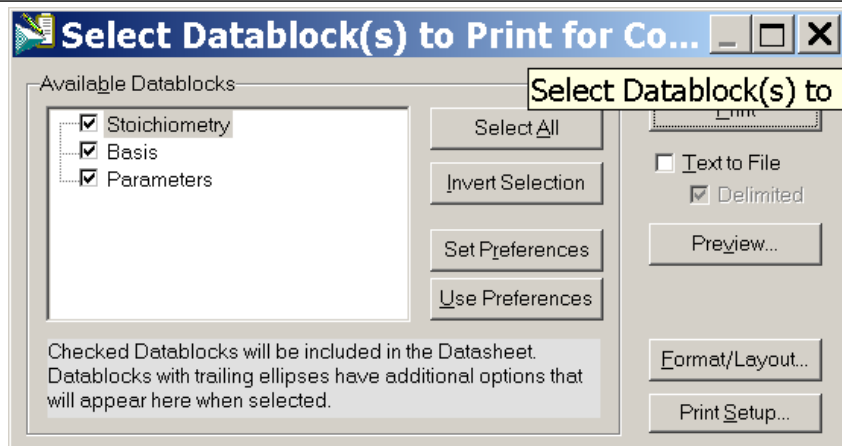 Select Datablock(s) to Print for Co...
Available Datablocks
Select Datablock(s) to
Stoichiometry
Basis
Parameters
Select All
Invert Selection
Set Preferences
Use Preferences
Print
Text to File
Delimited
Preview...
Format/Layout...
Print Setup...
Checked Datablocks will be included in the Datasheet.
Datablocks with trailing ellipses have additional options that
will appear here when selected.